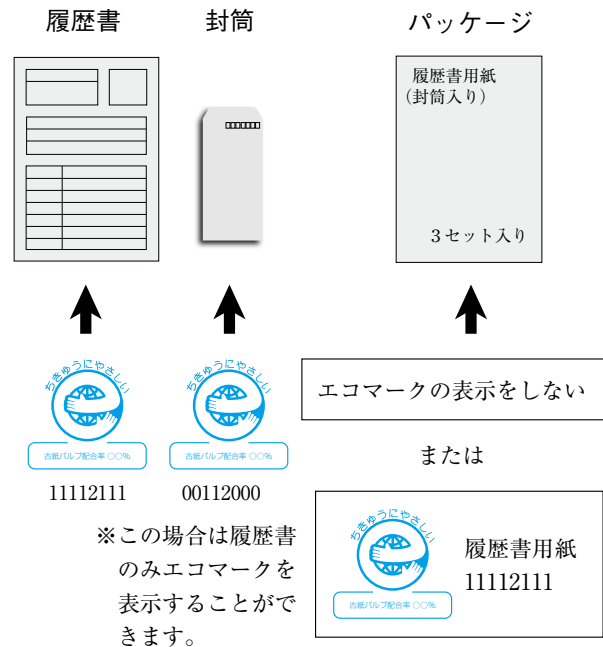 履歴書
封筒
パッケージ
履歴書用紙
(封筒入り)
3セット入り
ちきゅうにやさしい
古紙パルプ配合率 ○○%
11112111
ちきゅうにやさしい
古紙パルプ配合率 ○○%
00112000
※この場合は履歴書
のみエコマークを
表示することがで
きます。
エコマークの表示をしない
または
ちきゅうにやさしい
古紙パルプ配合率 ○○%
履歴書用紙
11112111